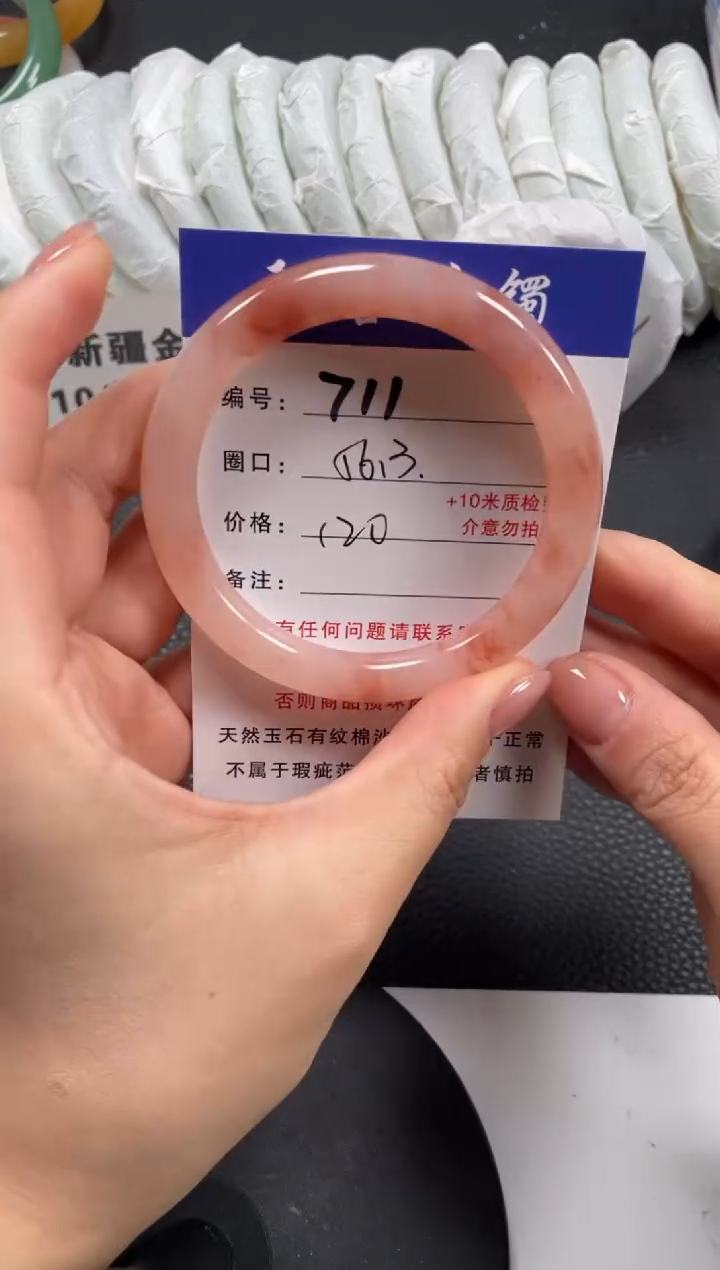 镯
新疆金
编号：711
圈口：56.3.
+10米质检
价格：120
介意勿拍
备注：
有任何问题请联系
否则商品损坏
天然玉石有纹棉 正常
不属于瑕疵 者慎拍